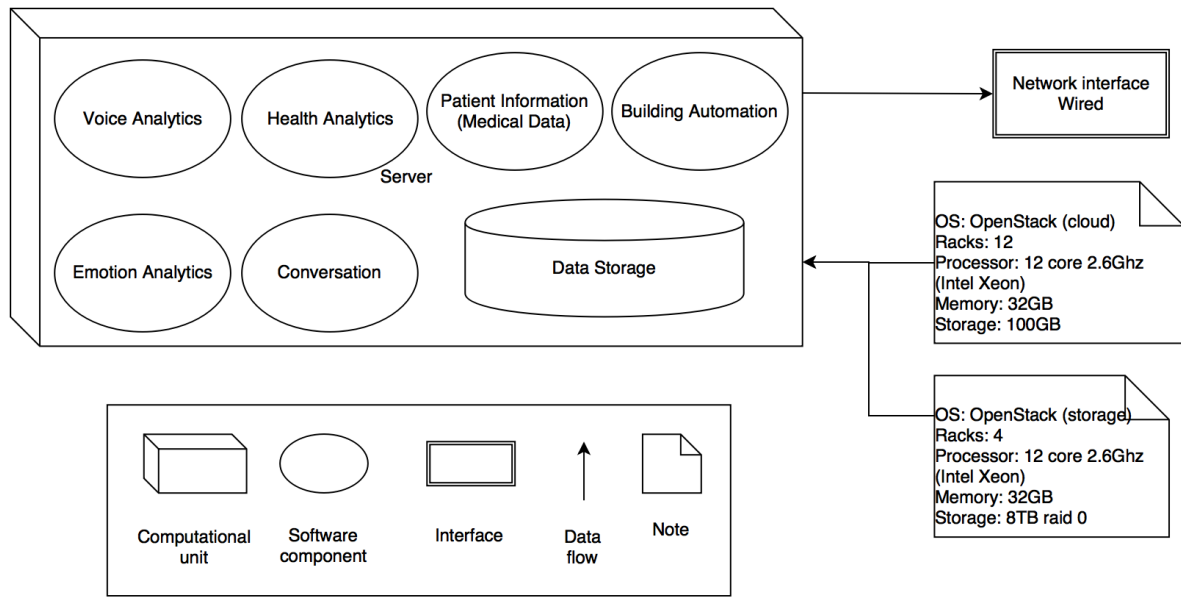 Voice Analytics
Health Analytics
Patient Information
(Medical Data)
Building Automation
Server
Emotion Analytics
Conversation
Data Storage
Network interface
Wired
OS: OpenStack (cloud)
Racks: 12
Processor: 12 core 2.6Ghz
(Intel Xeon)
Memory: 32GB
Storage: 100GB
OS: OpenStack (storage)
Racks: 4
Processor: 12 core 2.6Ghz
(Intel Xeon)
Memory: 32GB
Storage: 8TB raid 0
Computational
unit
Software
component
Interface
Data
flow
Note